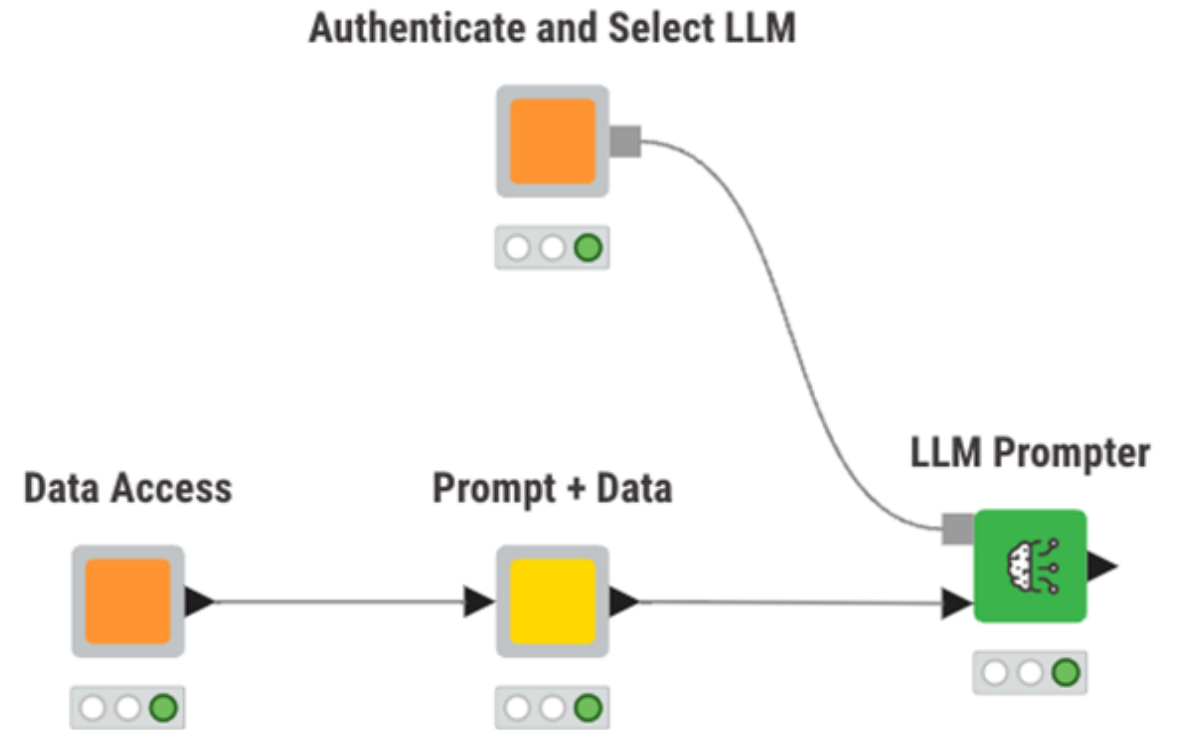 Authenticate and Select LLM
LLM Prompter
Data Access
Prompt + Data